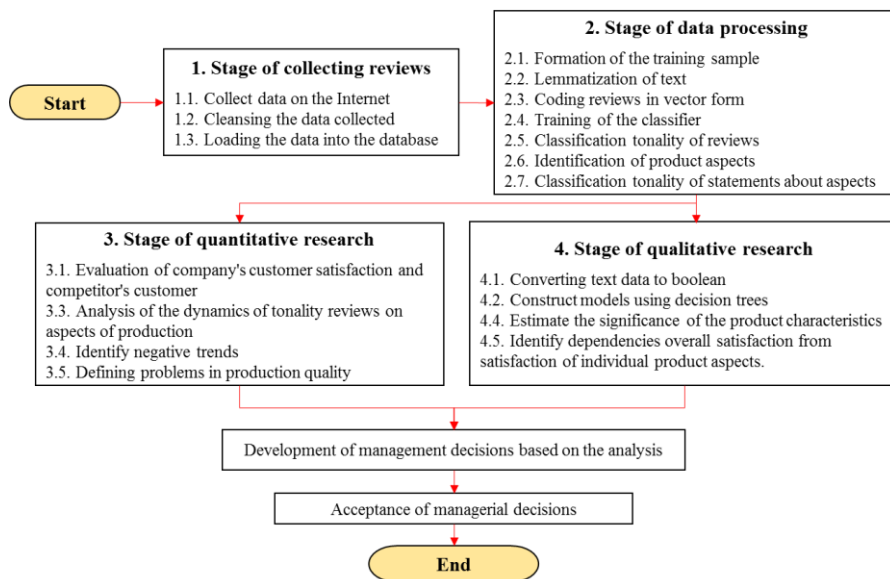 Start
1. Stage of collecting reviews
1.1. Collect data on the Internet
1.2. Cleansing the data collected
1.3. Loading the data into the database
2. Stage of data processing
2.1. Formation of the training sample
2.2. Lemmatization of text
2.3. Coding reviews in vector form
2.4. Training of the classifier
2.5. Classification tonality of reviews
2.6. Identification of product aspects
2.7. Classification tonality of statements about aspects
3. Stage of quantitative research
3.1. Evaluation of company's customer satisfaction and
competitor's customer
3.3. Analysis of the dynamics of tonality reviews on
aspects of production
3.4. Identify negative trends
3.5. Defining problems in production quality
4. Stage of qualitative research
4.1. Converting text data to boolean
4.2. Construct models using decision trees
4.4. Estimate the significance of the product characteristics
4.5. Identify dependencies overall satisfaction from
satisfaction of individual product aspects.
Development of management decisions based on the analysis
Acceptance of managerial decisions
End